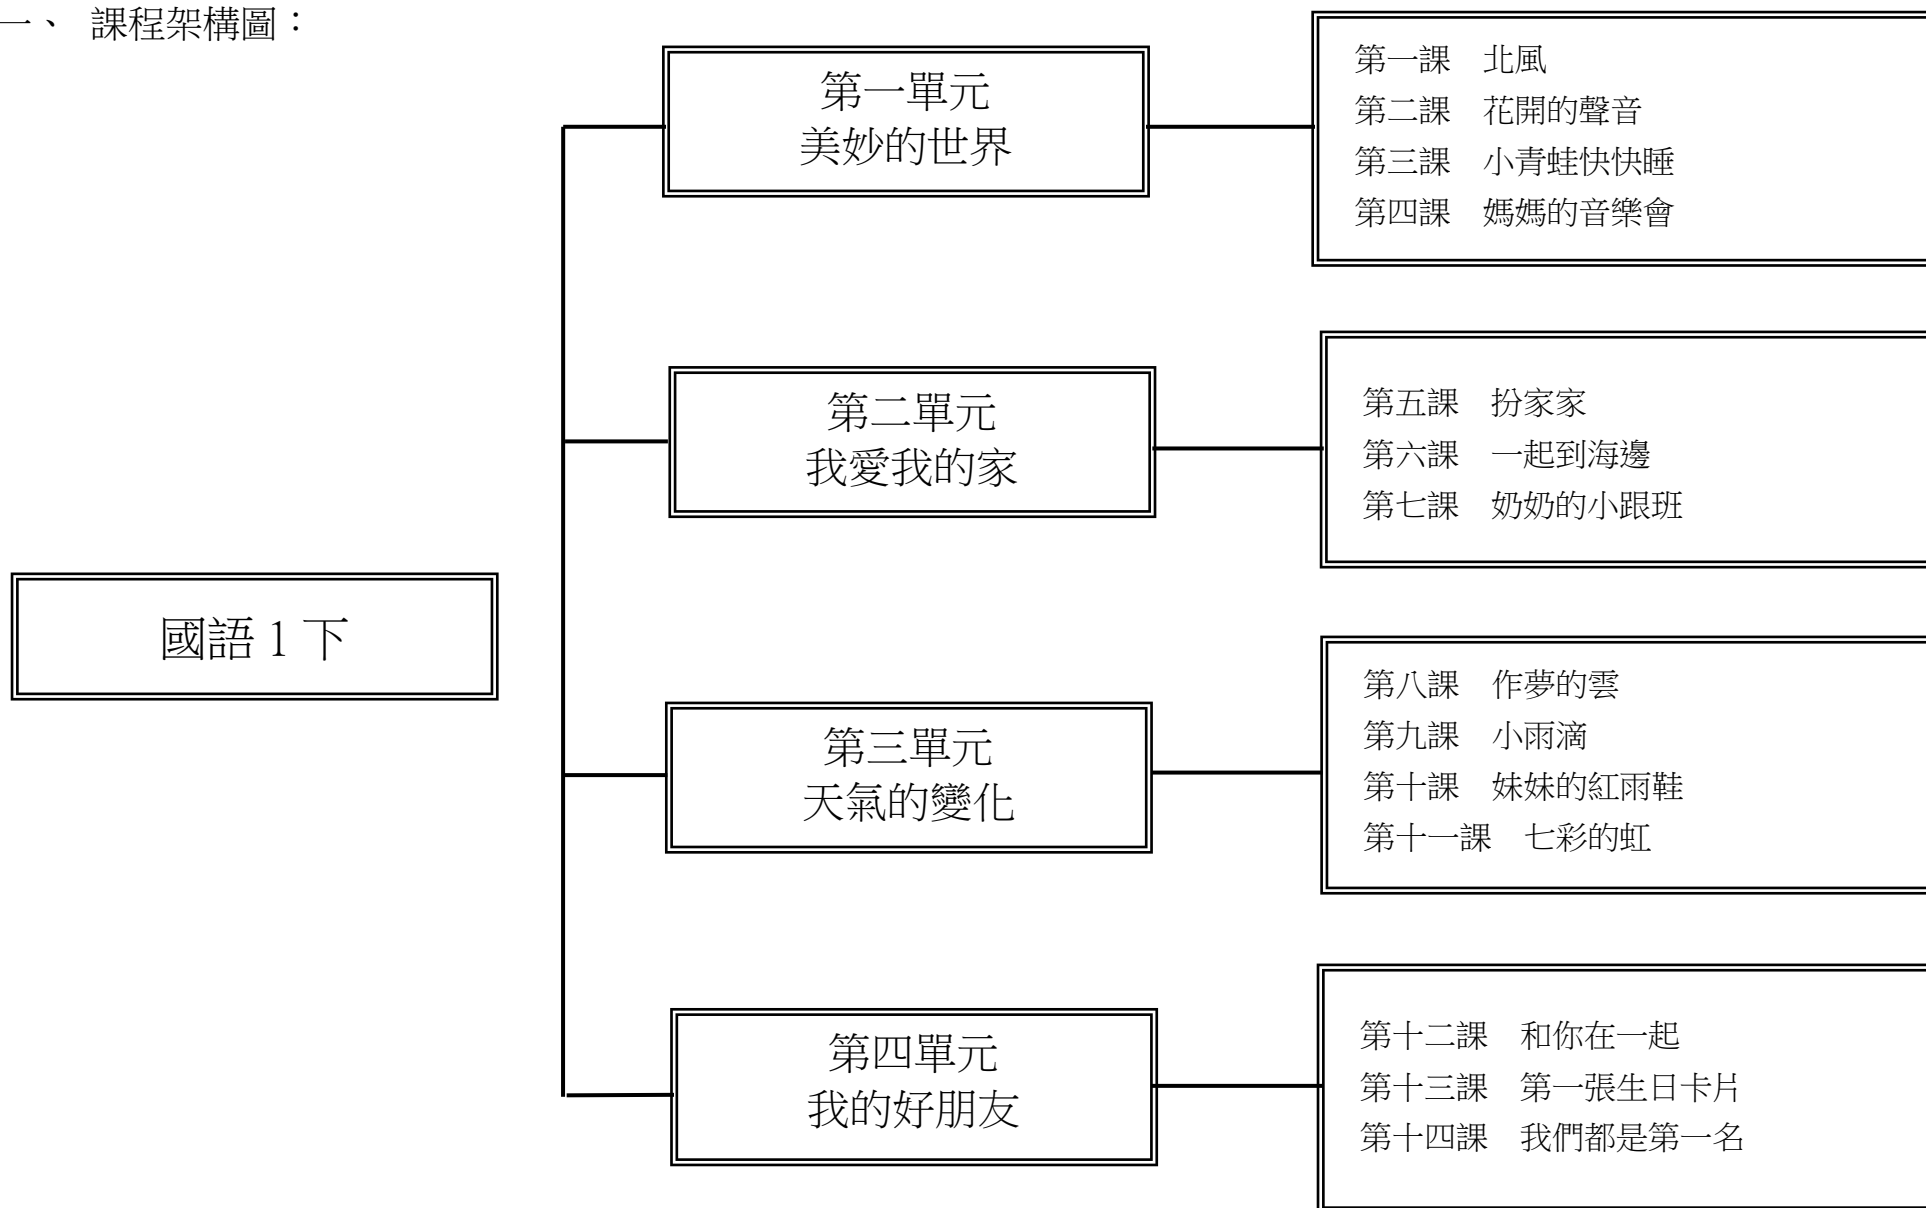 一、 課程架構圖：
國語 1 下
第一單元
美妙的世界
第一課　北風
第二課　花開的聲音
第三課　小青蛙快快睡
第四課　媽媽的音樂會
第二單元
我愛我的家
第五課　扮家家
第六課　一起到海邊
第七課　奶奶的小跟班
第三單元
天氣的變化
第八課　作夢的雲
第九課　小雨滴
第十課　妹妹的紅雨鞋
第十一課　七彩的虹
第四單元
我的好朋友
第十二課　和你在一起
第十三課　第一張生日卡片
第十四課　我們都是第一名